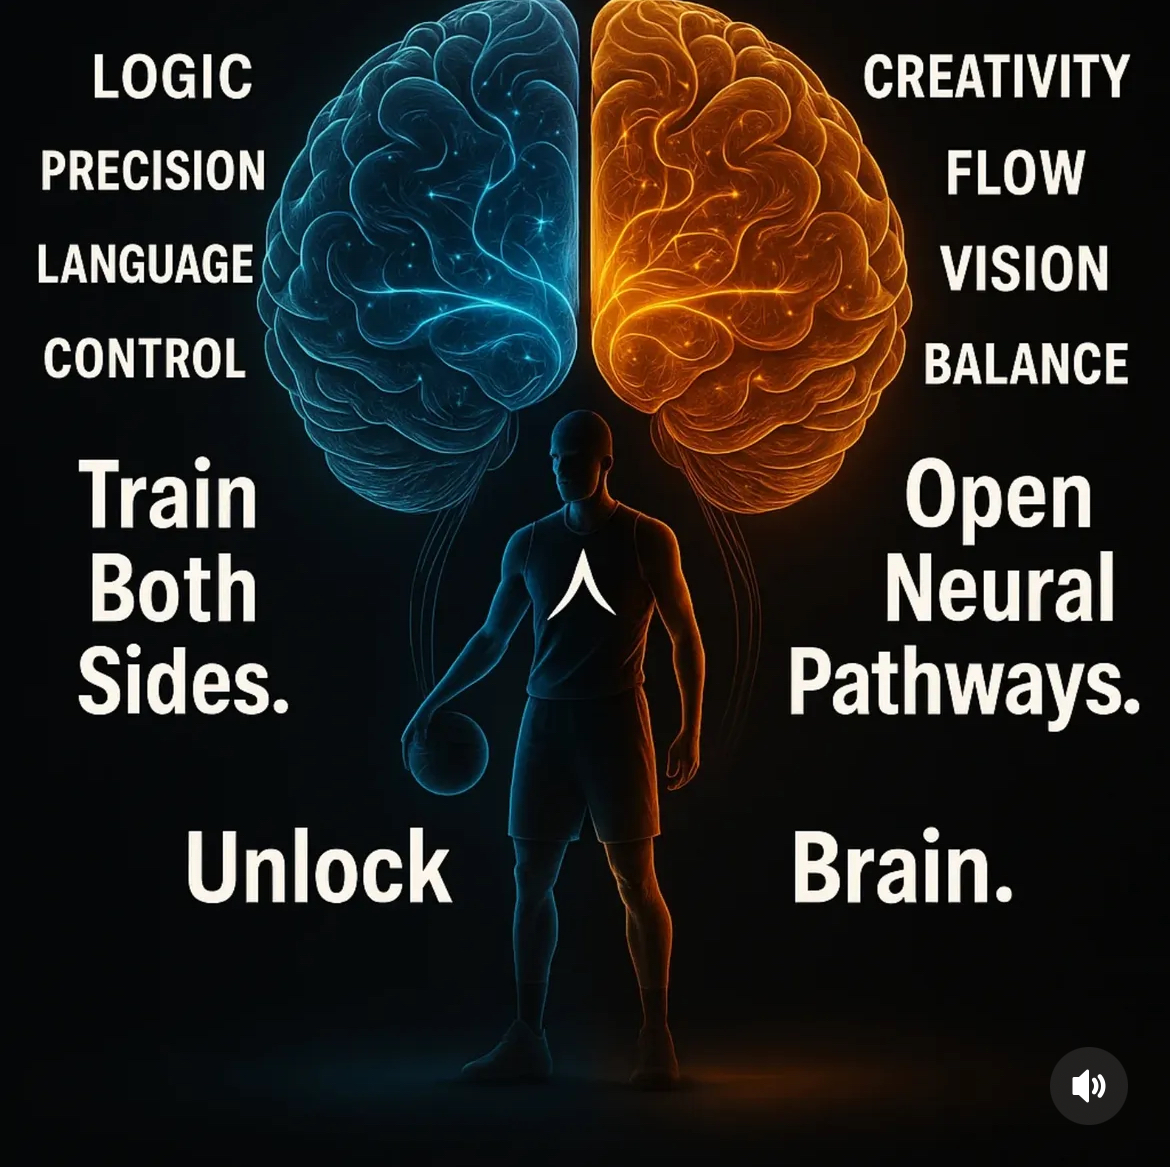 LOGIC
PRECISION
LANGUAGE
CONTROL
CREATIVITY
FLOW
VISION
BALANCE
Train
Both
Sides.
Open
Neural
Pathways.
Unlock Brain.